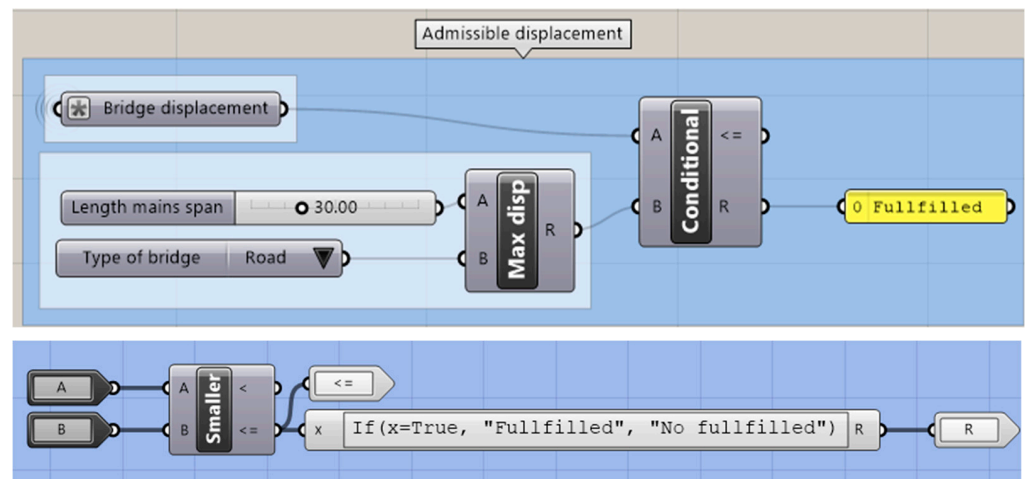 Admissible displacement
Bridge displacement
A <=
Conditional
B R
Length mains span 30.00
A
Max disp
R
B
Type of bridge Road
0 Fullfilled
A
A <
Smaller
<=
B
B <=
x If(x=True, "Fullfilled", "No fullfilled") R
R